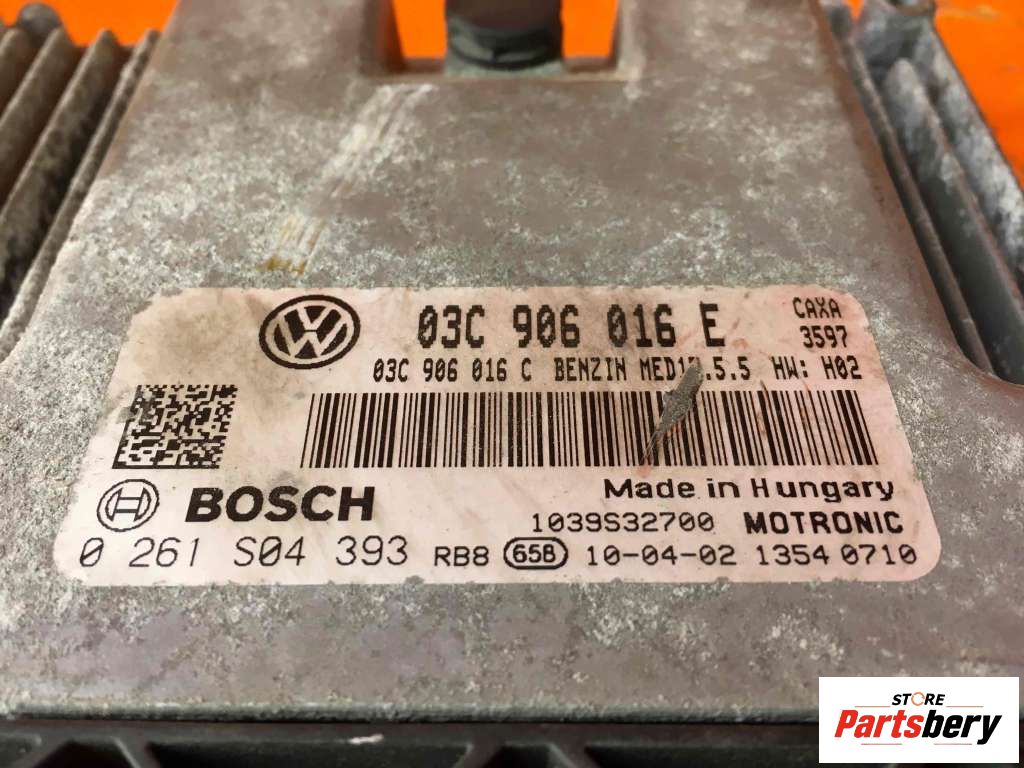 03C 906 016 E CAXA
3597
03C 906 016 C BENZIN HW: H02
Made in Hungary
BOSCH 1039S32700 MOTRONIC
0 261 S04 393 RB8 65B 10-04-02 1354 0710
STORE
Partsbery